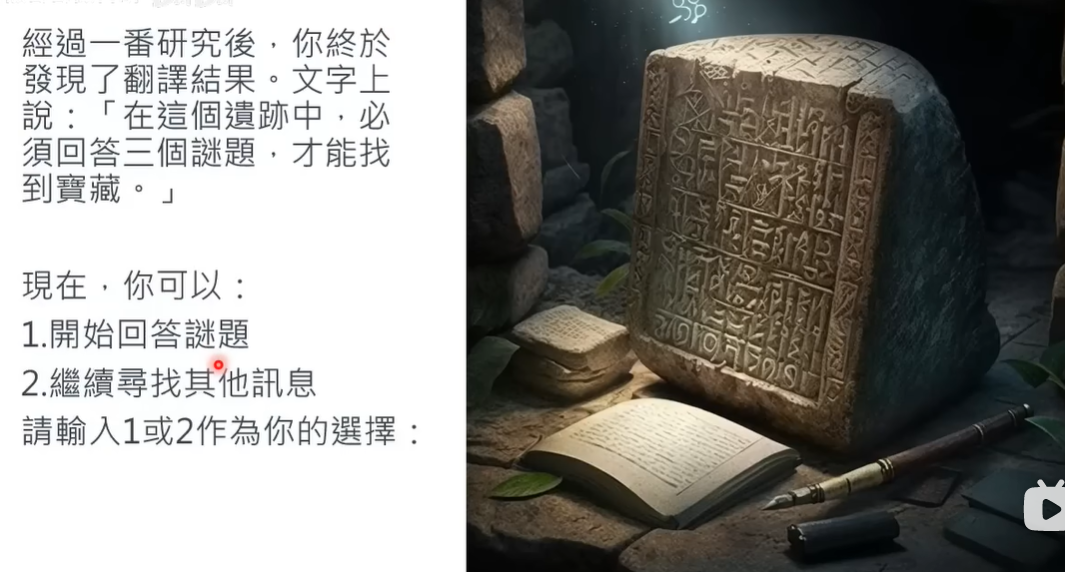 經過一番研究後，你終於
發現了翻譯結果。文字上
說：「在這個遺跡中，必
須回答三個謎題，才能找
到寶藏。」
現在，你可以：
1.開始回答謎題
2.繼續尋找其他訊息
請輸入1或2作為你的選擇：